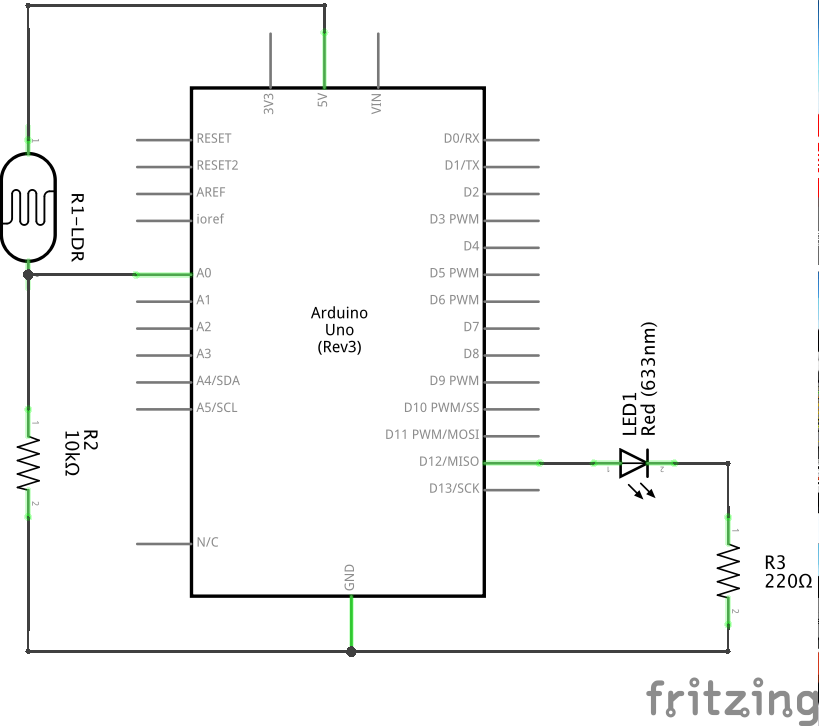 3V3
5V
VIN
RESET
RESET2
AREF
ioref
A0
A1
A2
A3
A4/SDA
A5/SCL
N/C
D0/RX
D1/TX
D2
D3 PWM
D4
D5 PWM
D6 PWM
D7
D8
D9 PWM
D10 PWM/SS
D11 PWM/MOSI
D12/MISO
D13/SCK
GND
Arduino
Uno
(Rev3)
1
R1-LDR
1
R2
10kΩ
2
LED1
Red (633nm)
1
2
1
R3
220Ω
2
fritzing